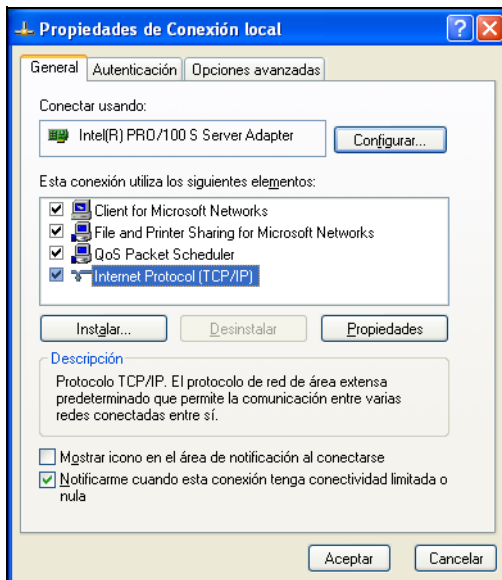 Propiedades de Conexión local
General Autenticación Opciones avanzadas
Conectar usando:
Intel(R) PRO/100 S Server Adapter Configurar...
Esta conexión utiliza los siguientes elementos:
Client for Microsoft Networks
File and Printer Sharing for Microsoft Networks
QoS Packet Scheduler
Internet Protocol (TCP/IP)
Instalar... Desinstalar Propiedades
Descripción
Protocolo TCP/IP. El protocolo de red de área extensa
predeterminado que permite la comunicación entre varias
redes conectadas entre sí.
Mostrar icono en el área de notificación al conectarse
Notificarme cuando esta conexión tenga conectividad limitada o
nula
Aceptar Cancelar